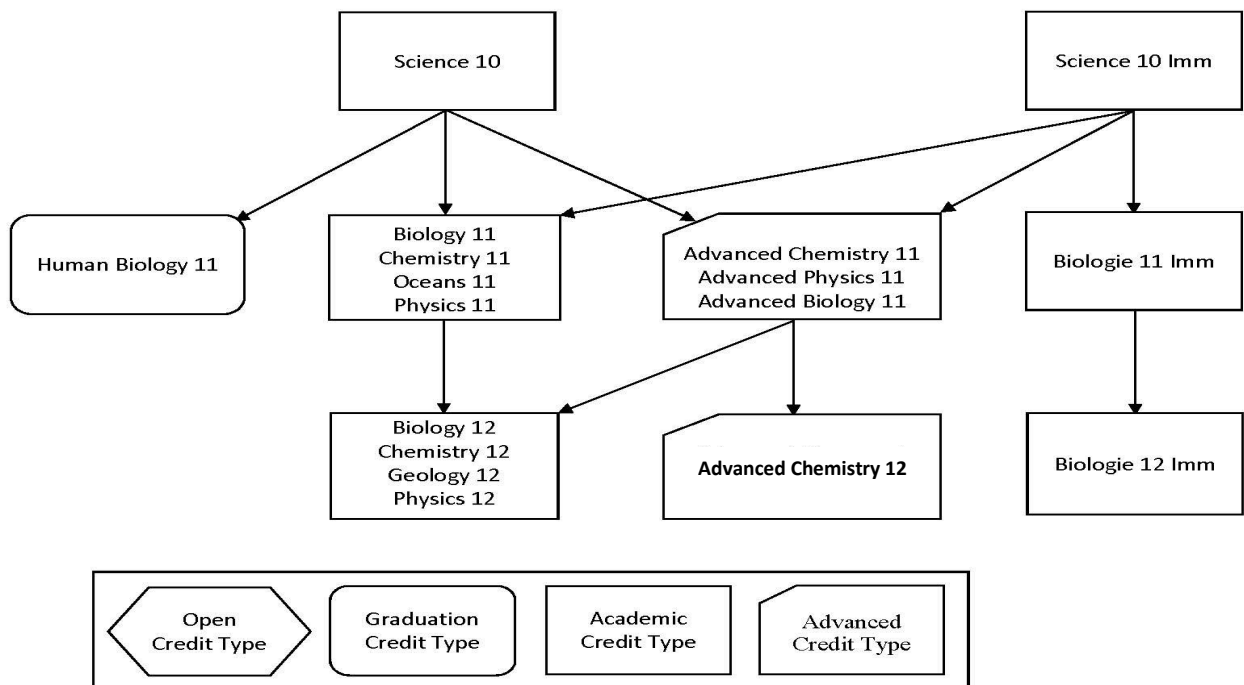 Science 10
Science 10 Imm
Human Biology 11
Biology 11
Chemistry 11
Oceans 11
Physics 11
Advanced Chemistry 11
Advanced Physics 11
Advanced Biology 11
Biologie 11 Imm
Biology 12
Chemistry 12
Geology 12
Physics 12
Advanced Chemistry 12
Biologie 12 Imm
Open
Credit Type
Graduation
Credit Type
Academic
Credit Type
Advanced
Credit Type